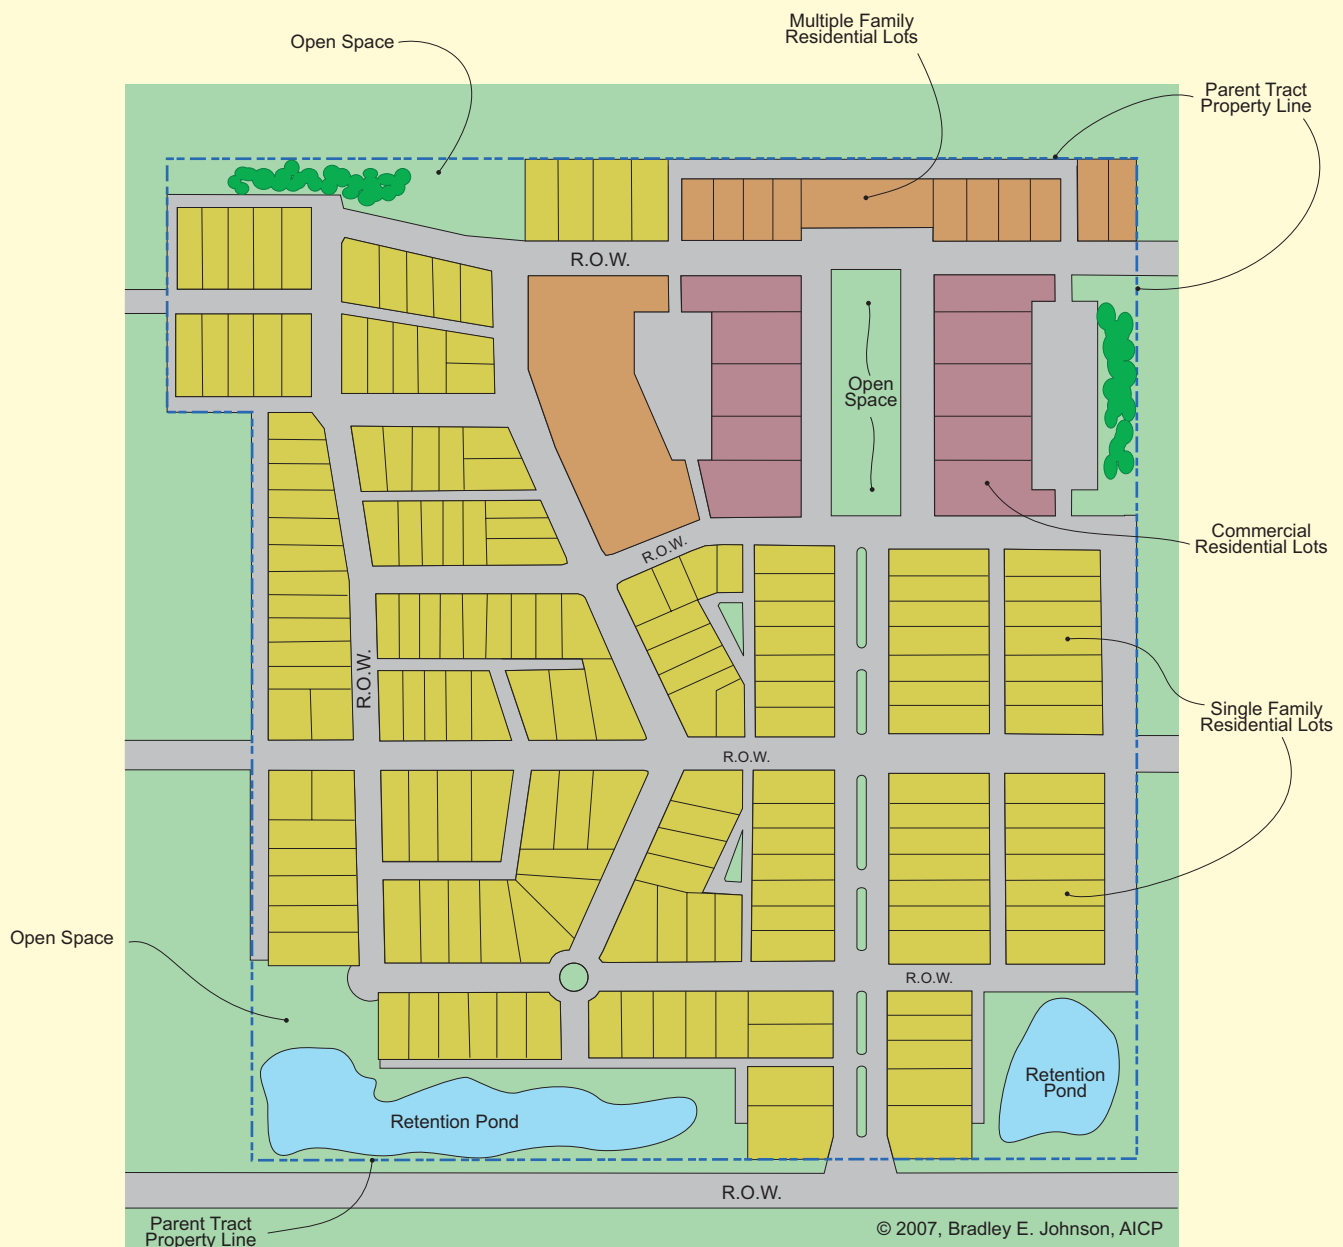 Multiple Family
Residential Lots
Open Space
Parent Tract
Property Line
R.O.W.
Open
Space
Commercial
Residential Lots
R.O.W.
R.O.W.
Single Family
Residential Lots
R.O.W.
Open Space
R.O.W.
Retention
Pond
Retention Pond
R.O.W.
Parent Tract
Property Line
© 2007, Bradley E. Johnson, AICP